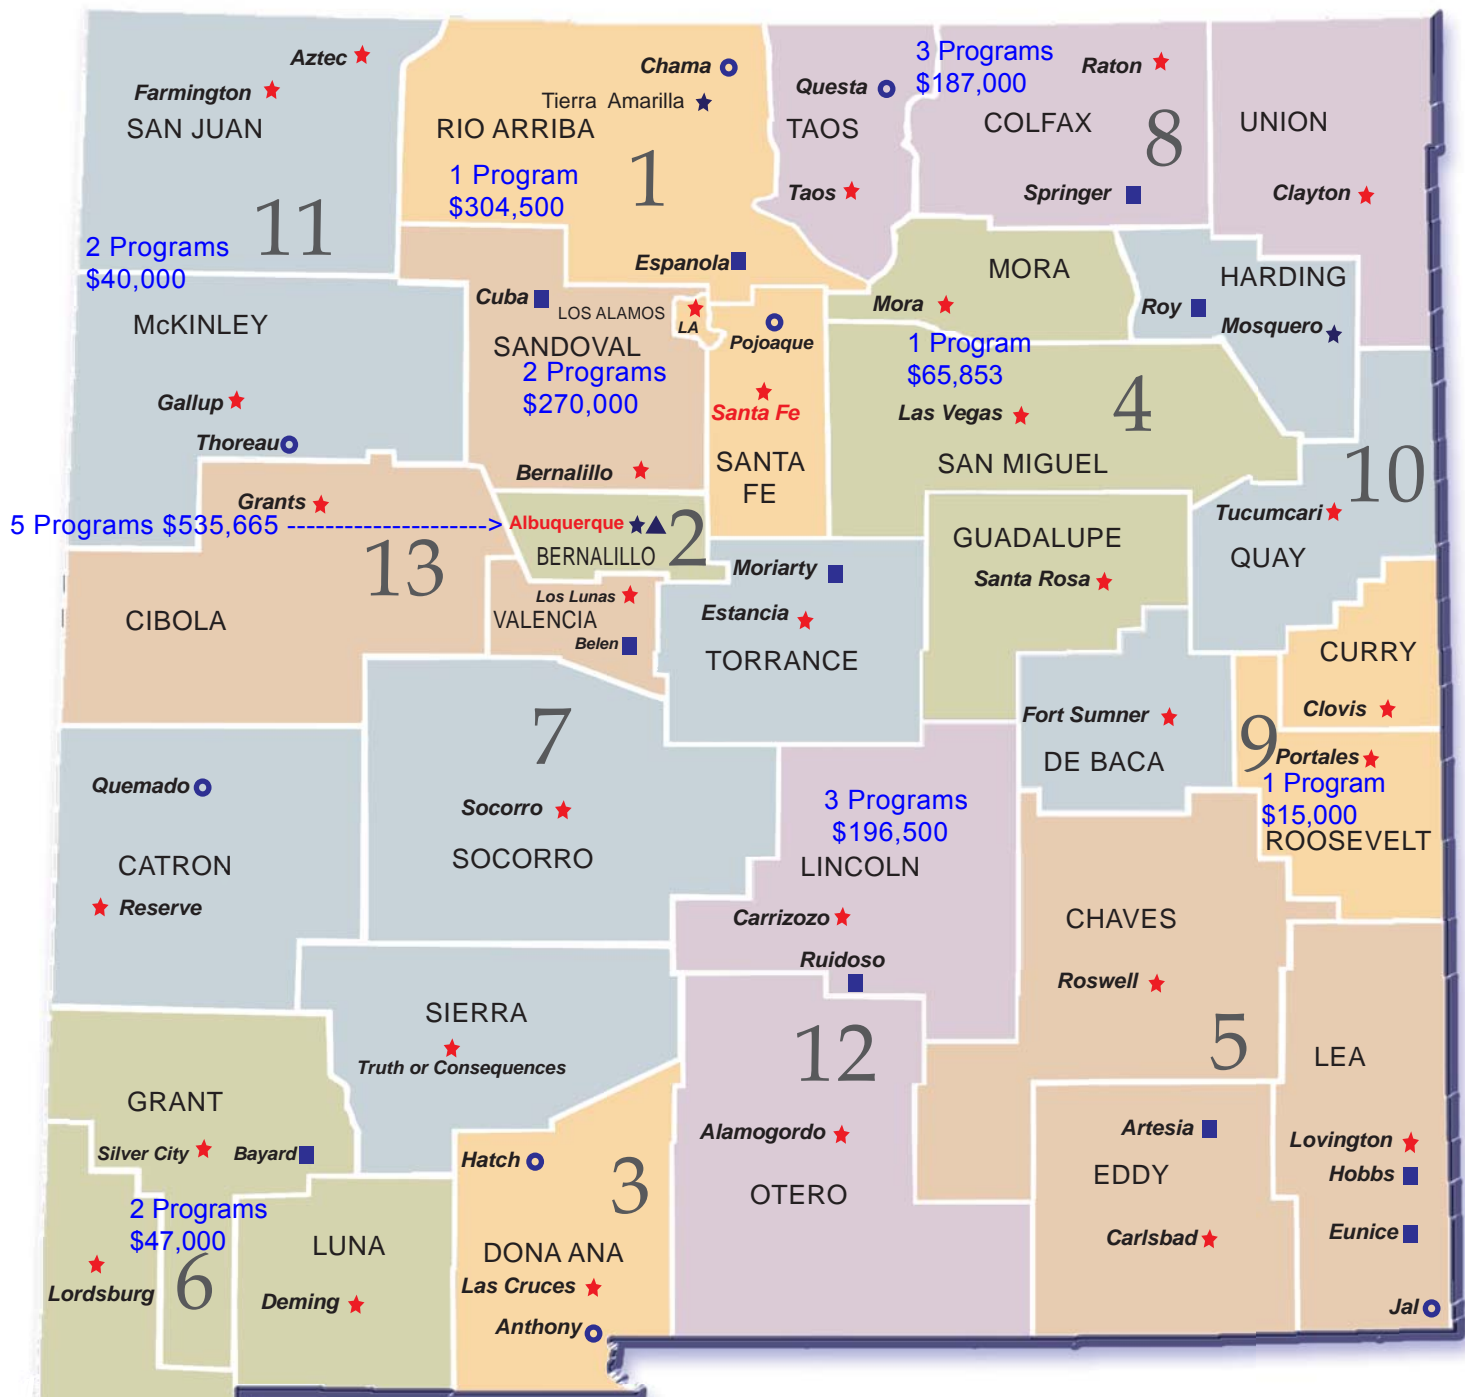 Aztec
Farmington
SAN JUAN
11
2 Programs
$40,000
Chama
Tierra Amarilla
RIO ARRIBA
1
1 Program
$304,500
Espanola
Questa
TAOS
Taos
3 Programs
$187,000
Raton
COLFAX
8
Springer
UNION
Clayton
McKINLEY
Gallup
Thoreau
Cuba
LOS ALAMOS
LA
SANDOVAL
2 Programs
$270,000
Bernalillo
Pojoaque
Santa Fe
SANTA
FE
MORA
Mora
1 Program
$65,853
Las Vegas
4
SAN MIGUEL
HARDING
Roy
Mosquero
10
Tucumcari
QUAY
Grants
5 Programs $535,665 -------------------->
Albuquerque
BERNALILLO
2
13
CIBOLA
Los Lunas
VALENCIA
Belen
Moriarty
Estancia
TORRANCE
GUADALUPE
Santa Rosa
CURRY
Clovis
Fort Sumner
DE BACA
9
Portales
1 Program
$15,000
ROOSEVELT
7
Socorro
SOCORRO
Quemado
CATRON
Reserve
3 Programs
$196,500
LINCOLN
Carrizozo
Ruidoso
CHAVES
Roswell
5
LEA
SIERRA
Truth or Consequences
12
Alamogordo
OTERO
GRANT
Silver City
Bayard
2 Programs
$47,000
Lordsburg
6
LUNA
Deming
Hatch
3
DONA ANA
Las Cruces
Anthony
Artesia
EDDY
Carlsbad
Lovington
Hobbs
Eunice
Jal